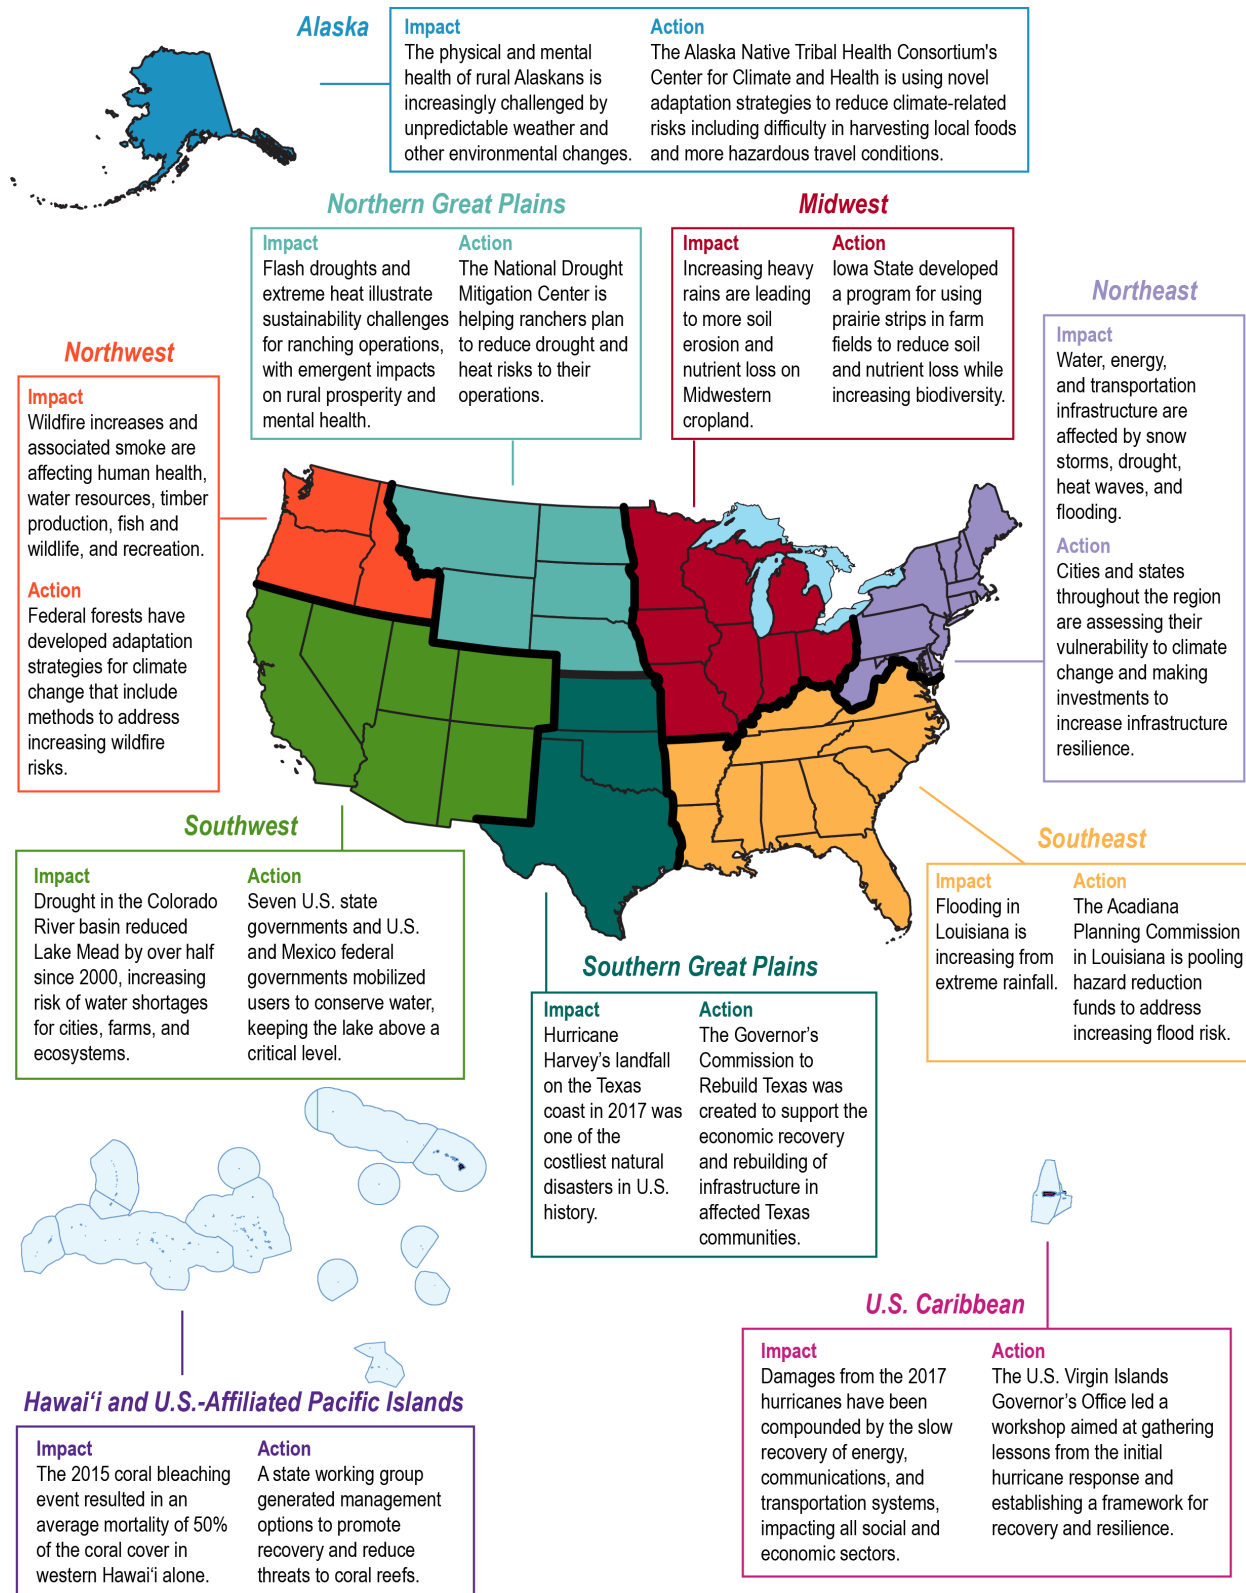 Alaska
Impact
The physical and mental
health of rural Alaskans is
increasingly challenged by
unpredictable weather and
other environmental changes.
Action
The Alaska Native Tribal Health Consortium's
Center for Climate and Health is using novel
adaptation strategies to reduce climate-related
risks including difficulty in harvesting local foods
and more hazardous travel conditions.
Northern Great Plains
Impact
Flash droughts and
extreme heat illustrate
sustainability challenges
for ranching operations,
with emergent impacts
on rural prosperity and
mental health.
Action
The National Drought
Mitigation Center is
helping ranchers plan
to reduce drought and
heat risks to their
operations.
Midwest
Impact
Increasing heavy
rains are leading
to more soil
erosion and
nutrient loss on
Midwestern
cropland.
Action
Iowa State developed
a program for using
prairie strips in farm
fields to reduce soil
and nutrient loss while
increasing biodiversity.
Northeast
Impact
Water, energy,
and transportation
infrastructure are
affected by snow
storms, drought,
heat waves, and
flooding.
Action
Cities and states
throughout the region
are assessing their
vulnerability to climate
change and making
investments to
increase infrastructure
resilience.
Northwest
Impact
Wildfire increases and
associated smoke are
affecting human health,
water resources, timber
production, fish and
wildlife, and recreation.
Action
Federal forests have
developed adaptation
strategies for climate
change that include
methods to address
increasing wildfire
risks.
Southwest
Impact
Drought in the Colorado
River basin reduced
Lake Mead by over half
since 2000, increasing
risk of water shortages
for cities, farms, and
ecosystems.
Action
Seven U.S. state
governments and U.S.
and Mexico federal
governments mobilized
users to conserve water,
keeping the lake above a
critical level.
Southeast
Impact
Flooding in
Louisiana is
increasing from
extreme rainfall.
Action
The Acadiana
Planning Commission
in Louisiana is pooling
hazard reduction
funds to address
increasing flood risk.
Southern Great Plains
Impact
Hurricane
Harvey’s landfall
on the Texas
coast in 2017 was
one of the
costliest natural
disasters in U.S.
history.
Action
The Governor’s
Commission to
Rebuild Texas was
created to support the
economic recovery
and rebuilding of
infrastructure in
affected Texas
communities.
U.S. Caribbean
Impact
Damages from the 2017
hurricanes have been
compounded by the slow
recovery of energy,
communications, and
transportation systems,
impacting all social and
economic sectors.
Action
The U.S. Virgin Islands
Governor’s Office led a
workshop aimed at gathering
lessons from the initial
hurricane response and
establishing a framework for
recovery and resilience.
Hawai‘i and U.S.-Affiliated Pacific Islands
Impact
The 2015 coral bleaching
event resulted in an
average mortality of 50%
of the coral cover in
western Hawai‘i alone.
Action
A state working group
generated management
options to promote
recovery and reduce
threats to coral reefs.